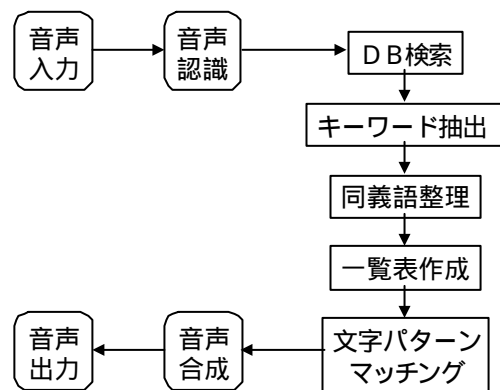 音声
入力
音声
認識
ＤＢ検索
キーワード抽出
同義語整理
一覧表作成
文字パターン
マッチング
音声
合成
音声
出力